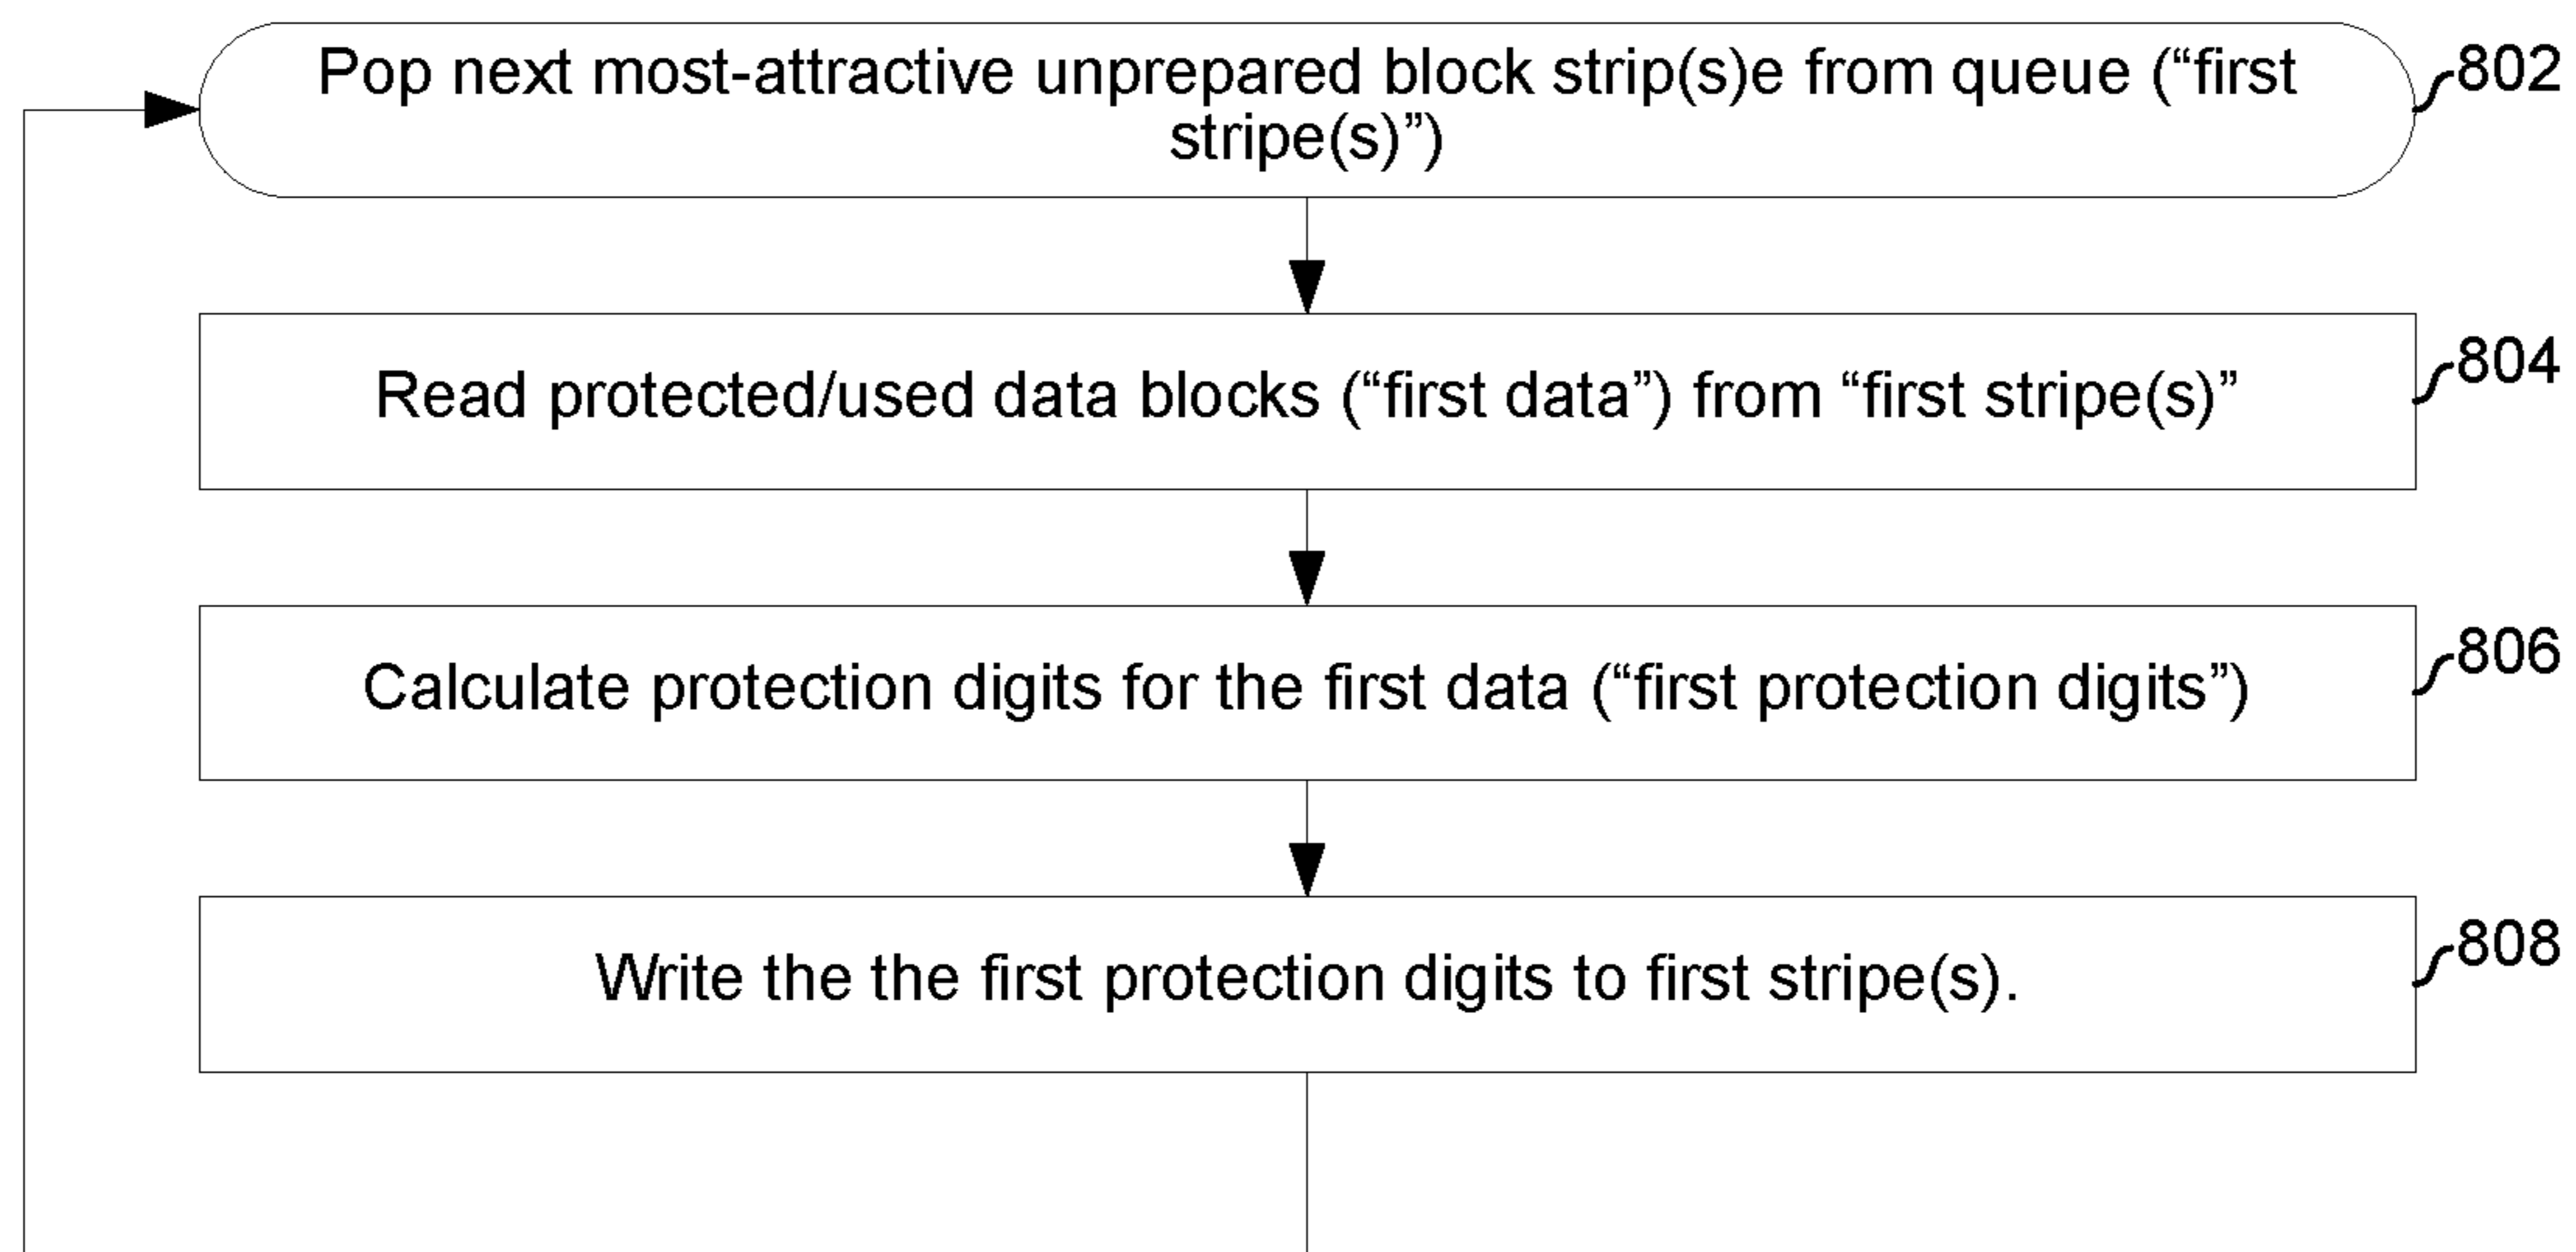 Pop next most-attractive unprepared block strip(s)e from queue (“first
stripe(s)”)
802
Read protected/used data blocks (“first data”) from “first stripe(s)”
804
Calculate protection digits for the first data (“first protection digits”)
806
Write the the first protection digits to first stripe(s).
808